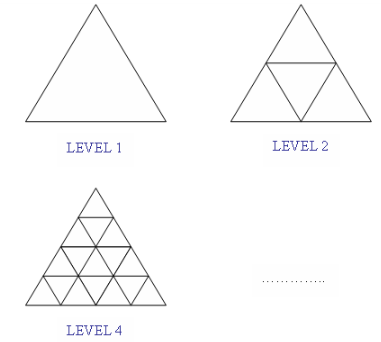 LEVEL 1
LEVEL 2
LEVEL 4
..............